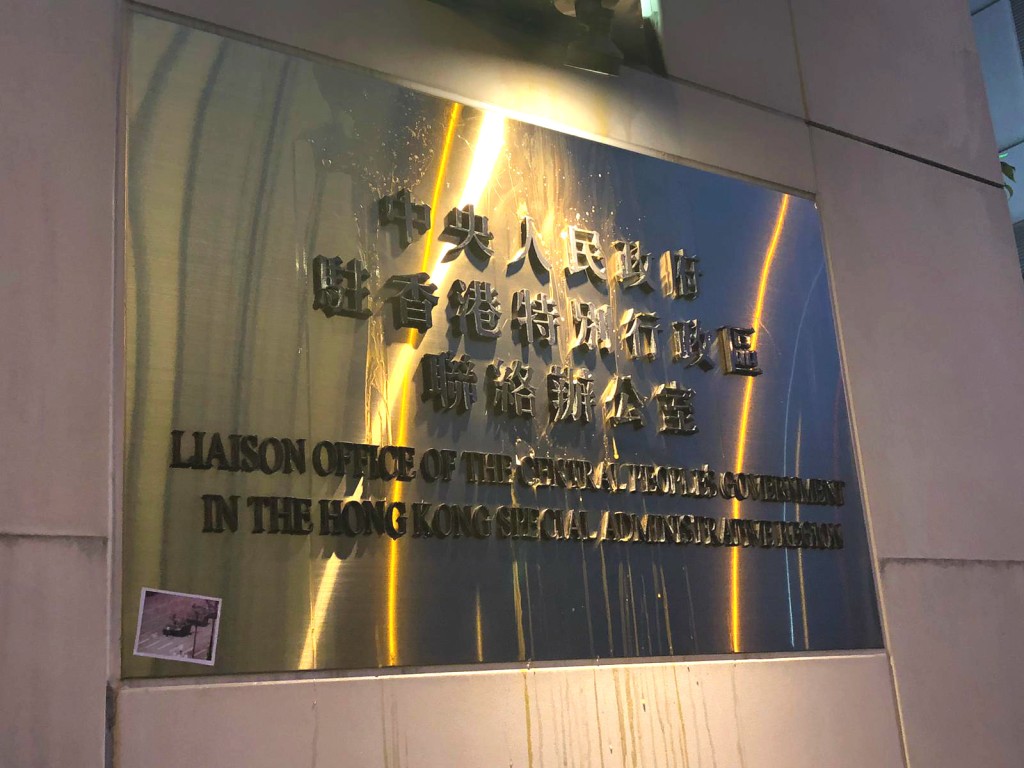 中央人民政府
駐香港特別行政區
聯絡辦公室
LIAISON OFFICE OF THE CENTRAL PEOPLE'S GOVERNMENT
IN THE HONG KONG SPECIAL ADMINISTRATIVE REGION